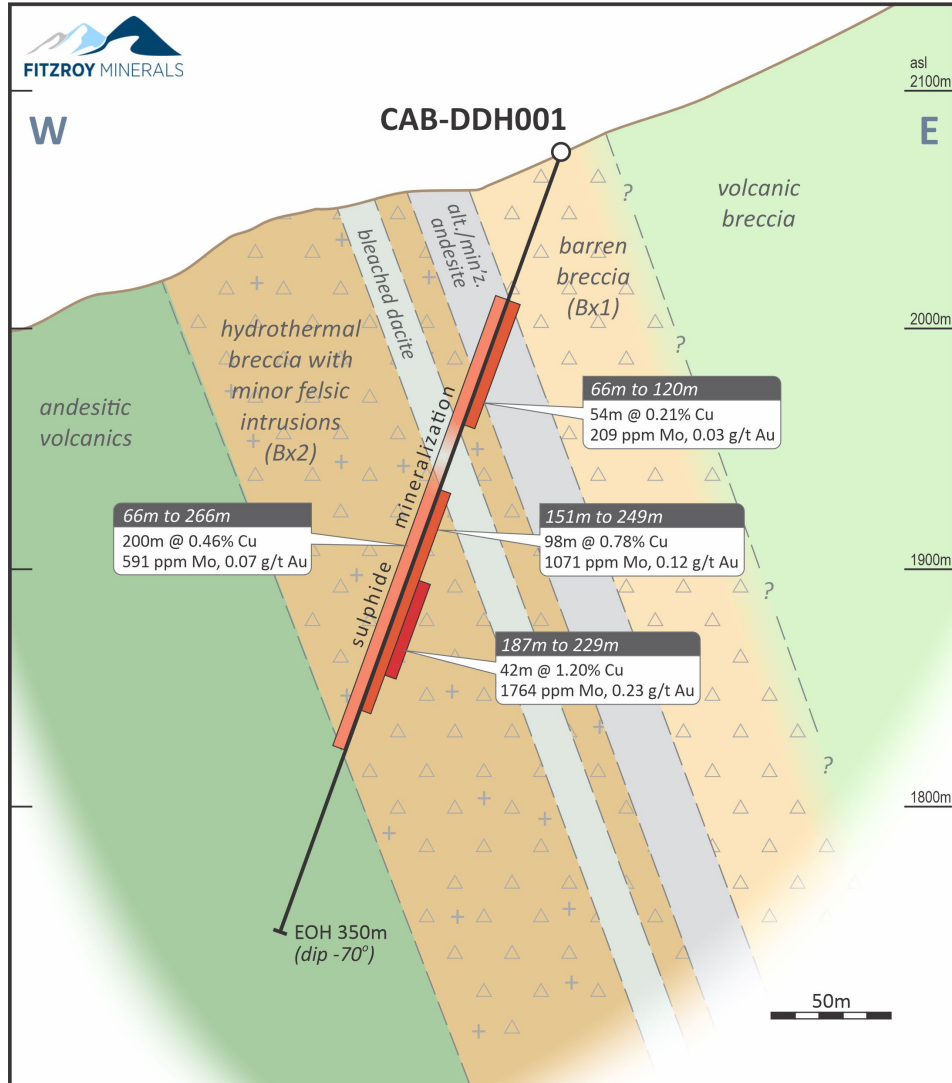 FITZROY MINERALS
asl
2100m
W
CAB-DDH001
E
volcanic
breccia
?
alt./min'z.
andesite
barren
breccia
(Bx1)
bleached dacite
2000m
?
hydrothermal
breccia with
minor felsic
intrusions
(Bx2)
andesitic
volcanics
66m to 120m
54m @ 0.21% Cu
209 ppm Mo, 0.03 g/t Au
sulphide mineralization
66m to 266m
200m @ 0.46% Cu
591 ppm Mo, 0.07 g/t Au
151m to 249m
98m @ 0.78% Cu
1071 ppm Mo, 0.12 g/t Au
1900m
?
187m to 229m
42m @ 1.20% Cu
1764 ppm Mo, 0.23 g/t Au
?
1800m
EOH 350m
(dip -70°)
50m